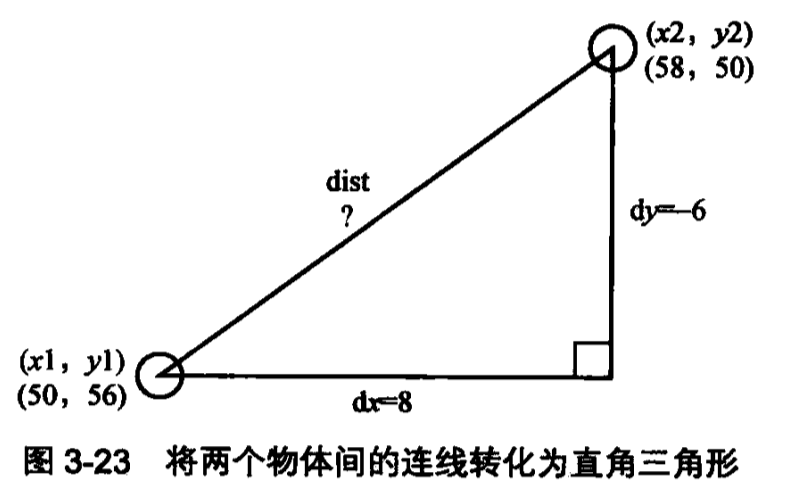 (x2，y2)
(58，50)
dist
?
dy=-6
(x1，y1)
(50，56)
dx=8
图 3-23 将两个物体间的连线转化为直角三角形